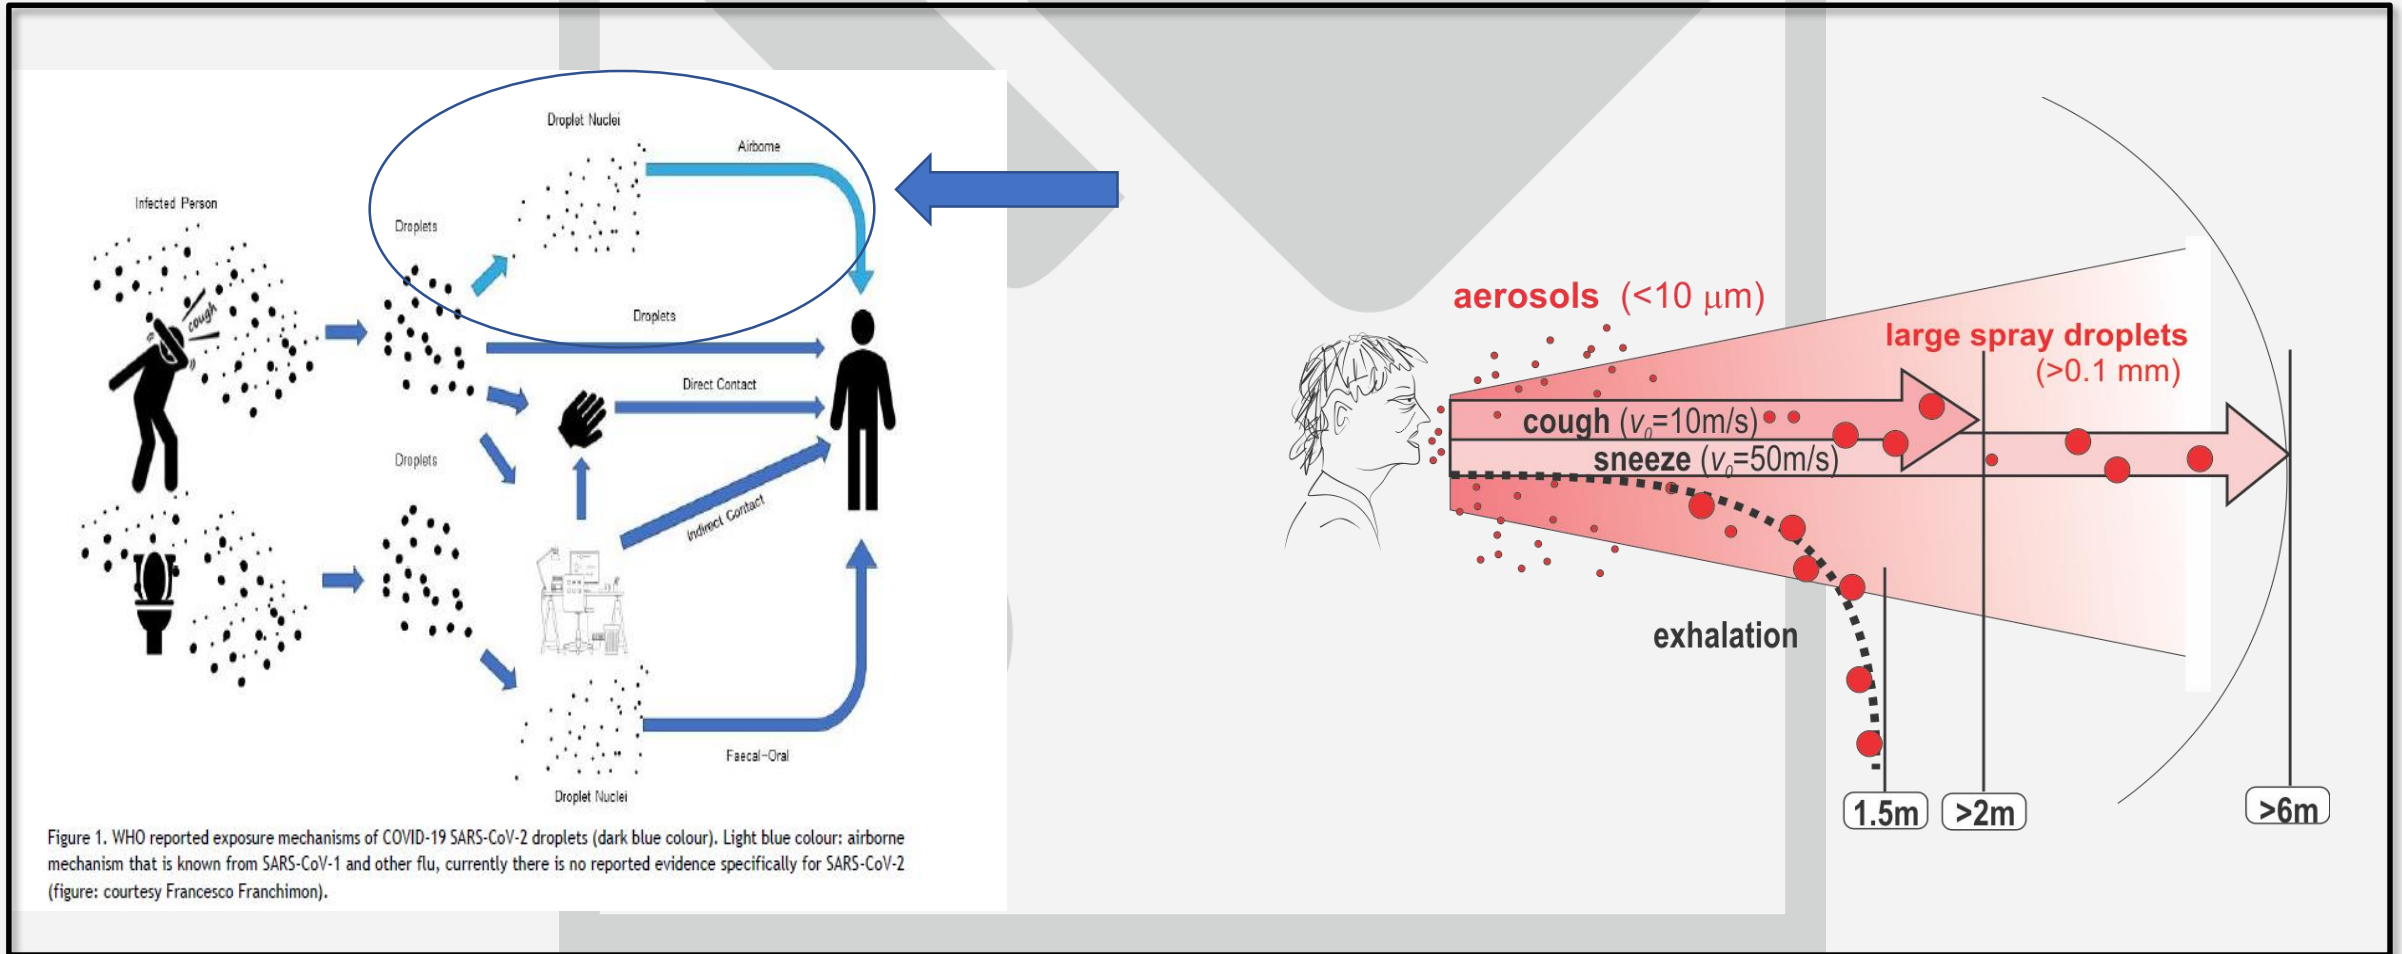 Droplet Nuclei
Airborne
Infected Person
cough
Droplets
Droplets
Direct Contact
Droplets
Indirect Contact
Faecal-Oral
Droplet Nuclei
Figure 1. WHO reported exposure mechanisms of COVID-19 SARS-CoV-2 droplets (dark blue colour). Light blue colour: airborne
mechanism that is known from SARS-CoV-1 and other flu, currently there is no reported evidence specifically for SARS-CoV-2
(figure: courtesy Francesco Franchimon).
aerosols (<10 μm)
large spray droplets
(>0.1 mm)
cough (v₀=10m/s)
sneeze (v₀=50m/s)
exhalation
1.5m
>2m
>6m